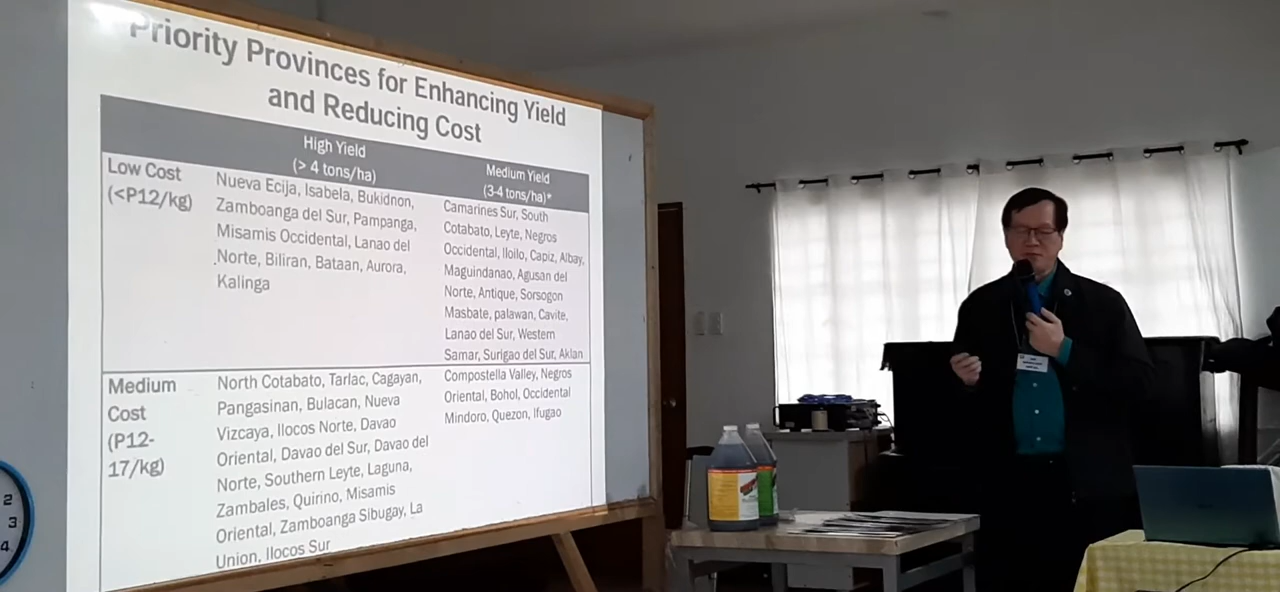 Priority Provinces for Enhancing Yield
and Reducing Cost
High Yield
(> 4 tons/ha)
Medium Yield
(3-4 tons/ha)*
Low Cost
(<P12/kg)
Nueva Ecija, Isabela, Bukidnon,
Zamboanga del Sur, Pampanga,
Misamis Occidental, Lanao del
Norte, Biliran, Bataan, Aurora,
Kalinga
Camarines Sur, South
Cotabato, Leyte, Negros
Occidental, Iloilo, Capiz, Albay,
Maguindanao, Agusan del
Norte, Antique, Sorsogon
Masbate, palawan, Cavite,
Lanao del Sur, Western
Samar, Surigao del Sur, Aklan
Medium
Cost
(P12-
17/kg)
North Cotabato, Tarlac, Cagayan,
Pangasinan, Bulacan, Nueva
Vizcaya, Ilocos Norte, Davao
Oriental, Davao del Sur, Davao del
Norte, Southern Leyte, Laguna,
Zambales, Quirino, Misamis
Oriental, Zamboanga Sibugay, La
Union, Ilocos Sur
Compostella Valley, Negros
Oriental, Bohol, Occidental
Mindoro, Quezon, Ifugao
2
3
4